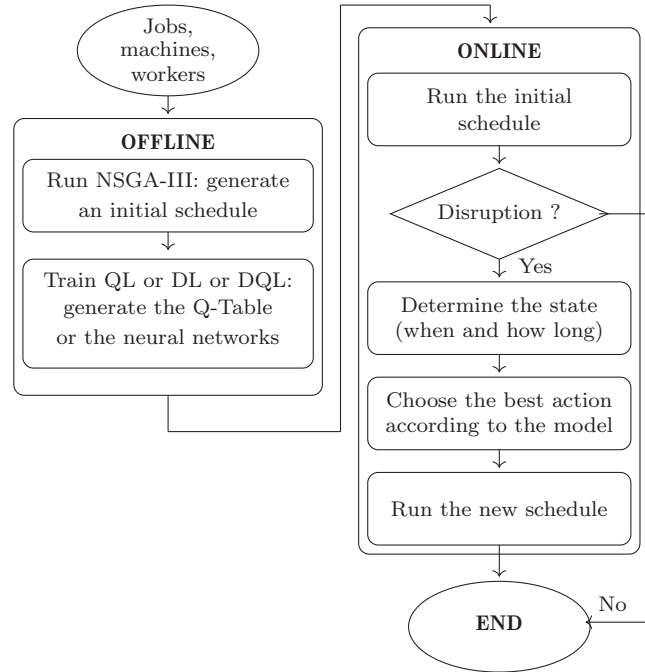 Jobs,
machines,
workers
OFFLINE
Run NSGA-III: generate
an initial schedule
Train QL or DL or DQL:
generate the Q-Table
or the neural networks
ONLINE
Run the initial
schedule
Disruption ?
Yes
Determine the state
(when and how long)
Choose the best action
according to the model
Run the new schedule
No
END